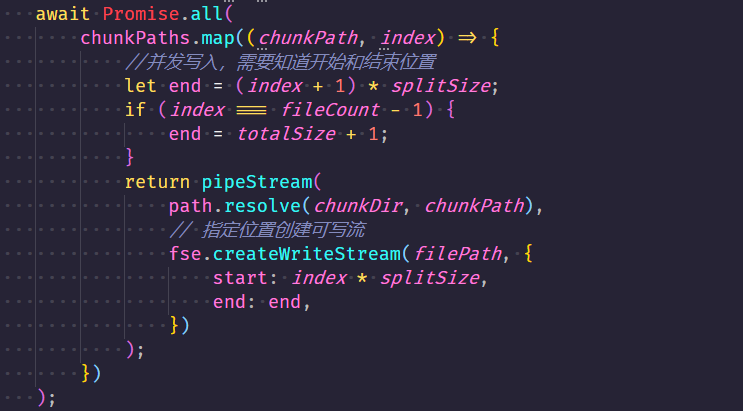 await Promise.all(
chunkPaths.map((chunkPath, index) => {
//并发写入，需要知道开始和结束位置
let end = (index + 1) * splitSize;
if (index === fileCount - 1) {
end = totalSize + 1;
}
return pipeStream(
path.resolve(chunkDir, chunkPath),
// 指定位置创建可写流
fse.createWriteStream(filePath, {
start: index * splitSize,
end: end,
})
);
})
);